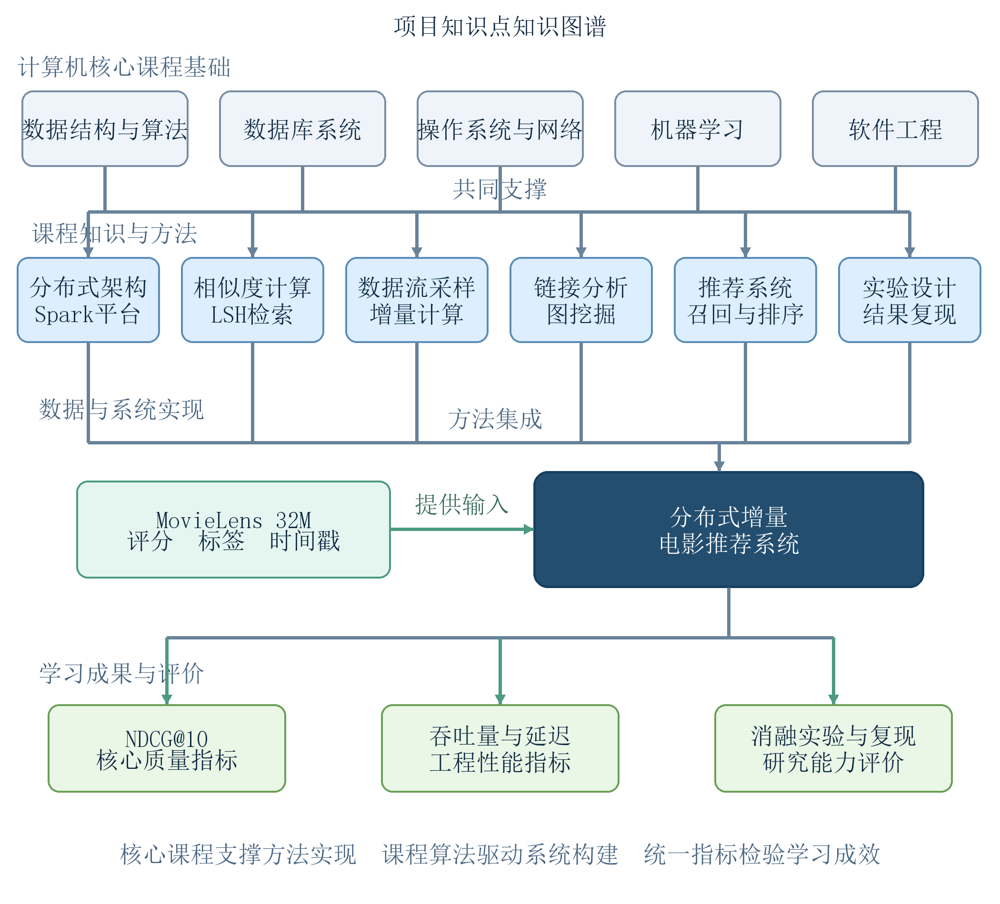 项目知识点知识图谱
计算机核心课程基础
数据结构与算法
数据库系统
操作系统与网络
机器学习
软件工程
共同支撑
课程知识与方法
分布式架构
Spark平台
相似度计算
LSH检索
数据流采样
增量计算
链接分析
图挖掘
推荐系统
召回与排序
实验设计
结果复现
数据与系统实现
方法集成
MovieLens 32M
评分 标签 时间戳
提供输入
分布式增量
电影推荐系统
学习成果与评价
NDCG@10
核心质量指标
吞吐量与延迟
工程性能指标
消融实验与复现
研究能力评价
核心课程支撑方法实现 课程算法驱动系统构建 统一指标检验学习成效